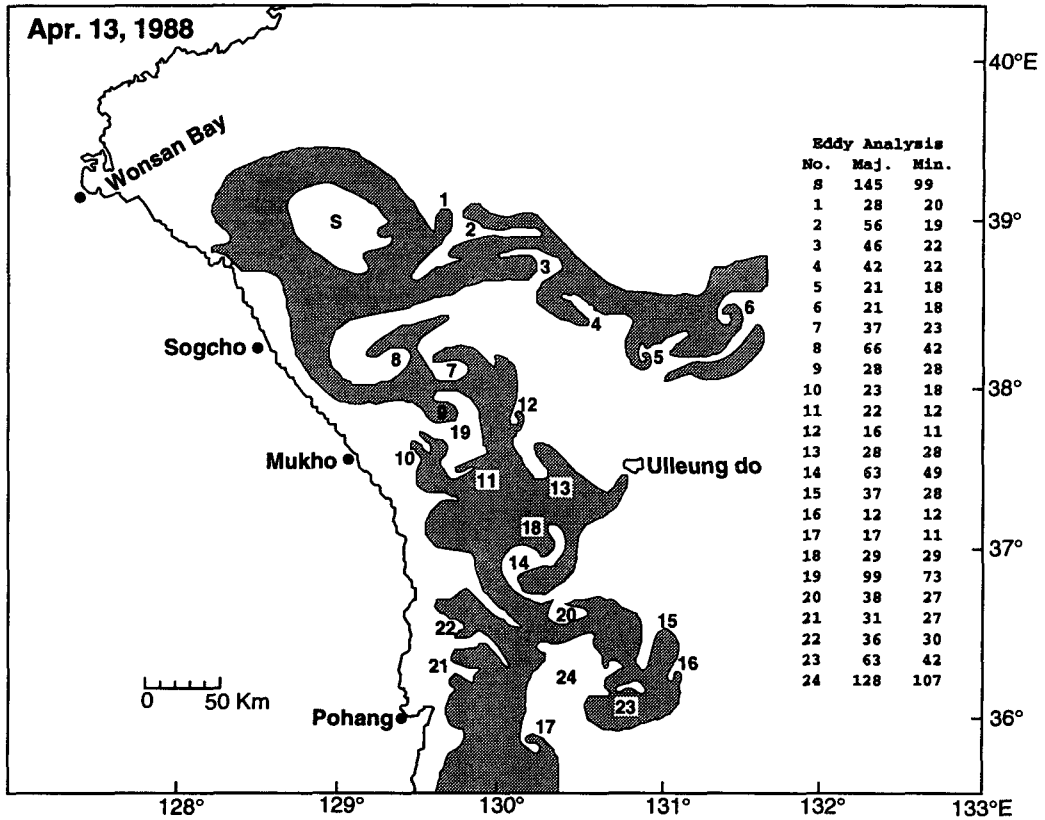 Apr. 13, 1988
40°E
Wonsan Bay
Eddy Analysis
No. Maj. Min.
S 145 99
1 28 20
2 56 19
3 46 22
4 42 22
5 21 18
6 21 18
7 37 23
8 66 42
9 28 28
10 23 18
11 22 12
12 16 11
13 28 28
14 63 49
15 37 28
16 12 12
17 17 11
18 29 29
19 99 73
20 38 27
21 31 27
22 36 30
23 63 42
24 128 107
1
S
2
39°
3
6
4
Sogcho
8
5
7
38°
12
9
19
10
Mukho
11
13
Ulleung do
18
37°
14
20
15
22
21
16
24
0 50 Km
23
Pohang
17
36°
128° 129° 130° 131° 132° 133°E